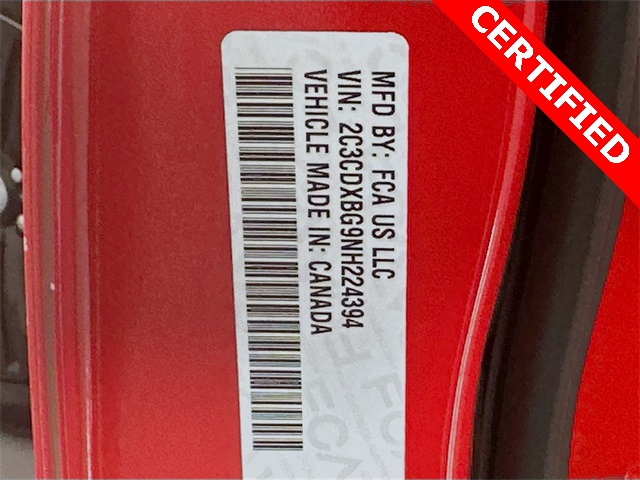 MFD BY: FCA US LLC
VIN: 2C3CDXBG9NH224394
VEHICLE MADE IN: CANADA
CERTIFIED